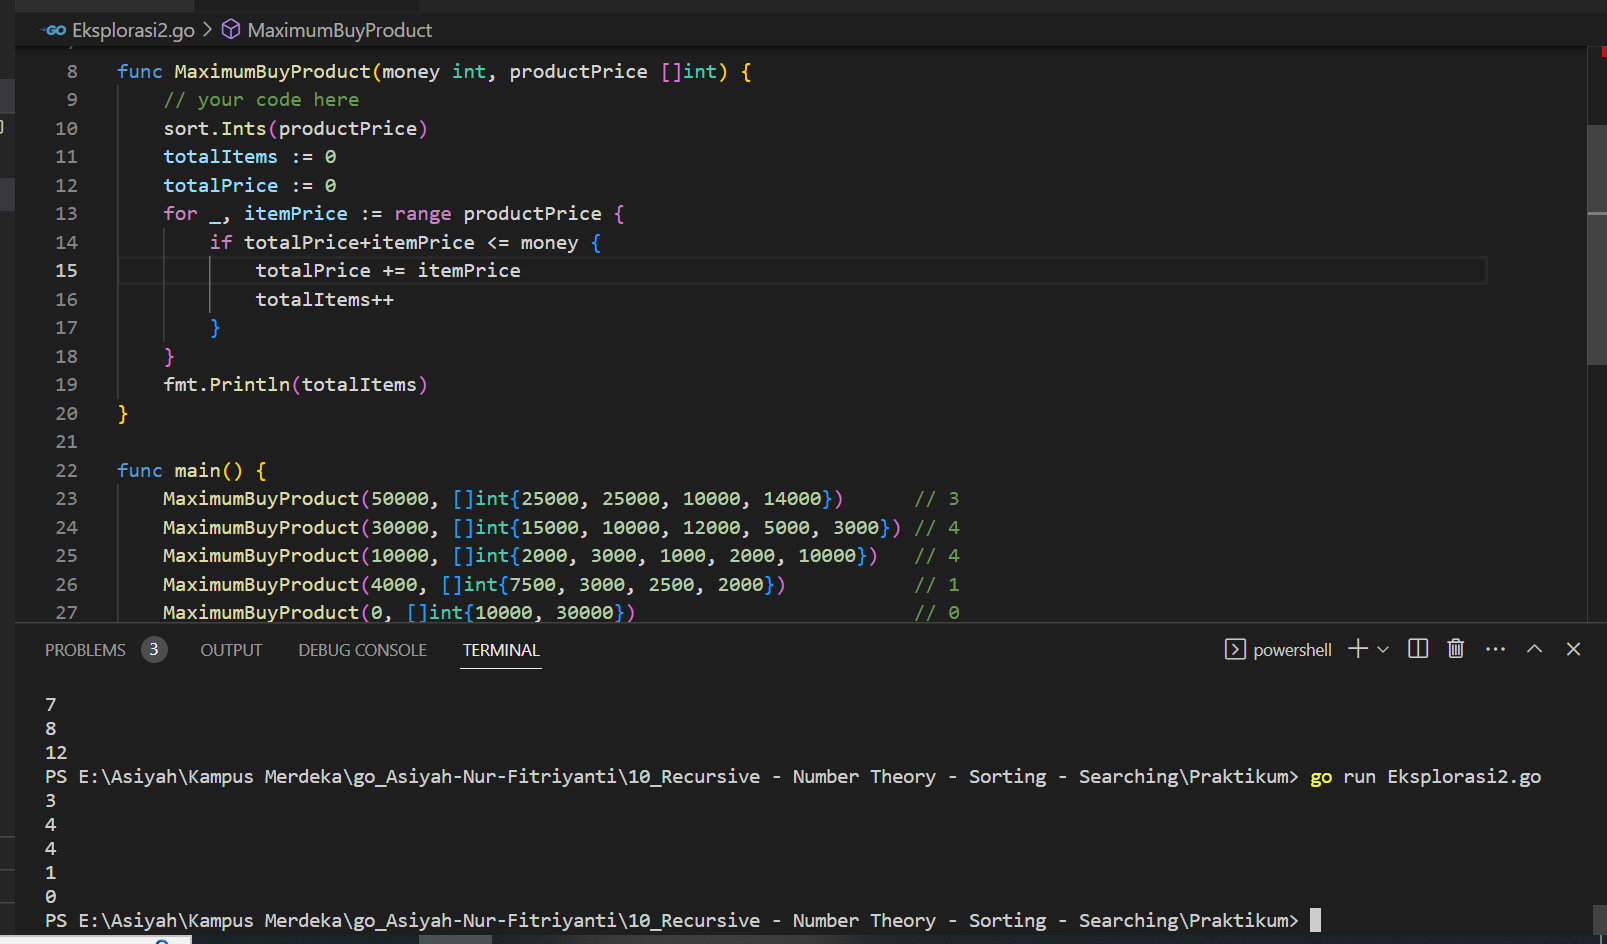 GO Eksplorasi2.go > MaximumBuyProduct
8 func MaximumBuyProduct(money int, productPrice []int) {
9 // your code here
10 sort.Ints(productPrice)
11 totalItems := 0
12 totalPrice := 0
13 for _, itemPrice := range productPrice {
14 if totalPrice+itemPrice <= money {
15 totalPrice += itemPrice
16 totalItems++
17 }
18 }
19 fmt.Println(totalItems)
20 }
21
22 func main() {
23 MaximumBuyProduct(50000, []int{25000, 25000, 10000, 14000}) // 3
24 MaximumBuyProduct(30000, []int{15000, 10000, 12000, 5000, 3000}) // 4
25 MaximumBuyProduct(10000, []int{2000, 3000, 1000, 2000, 10000}) // 4
26 MaximumBuyProduct(4000, []int{7500, 3000, 2500, 2000}) // 1
27 MaximumBuyProduct(0, []int{10000, 30000}) // 0
PROBLEMS 3 OUTPUT DEBUG CONSOLE TERMINAL powershell
7
8
12
PS E:\Asiyah\Kampus Merdeka\go_Asiyah-Nur-Fitriyanti\10_Recursive - Number Theory - Sorting - Searching\Praktikum> go run Eksplorasi2.go
3
4
4
1
0
PS E:\Asiyah\Kampus Merdeka\go_Asiyah-Nur-Fitriyanti\10_Recursive - Number Theory - Sorting - Searching\Praktikum>